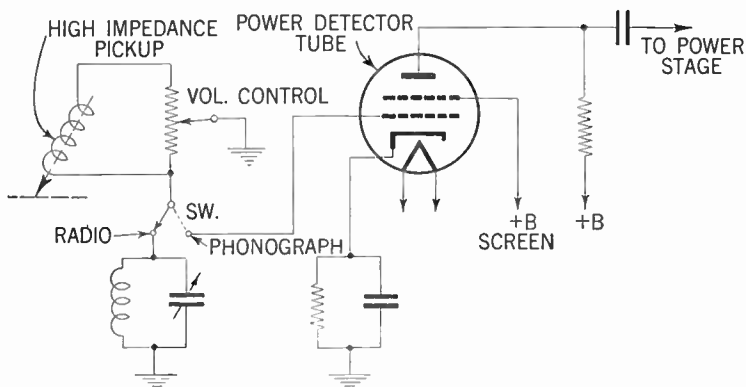 HIGH IMPEDANCE
PICKUP
POWER DETECTOR
TUBE
TO POWER
STAGE
VOL. CONTROL
SW.
RADIO
PHONOGRAPH
+B
SCREEN
+B